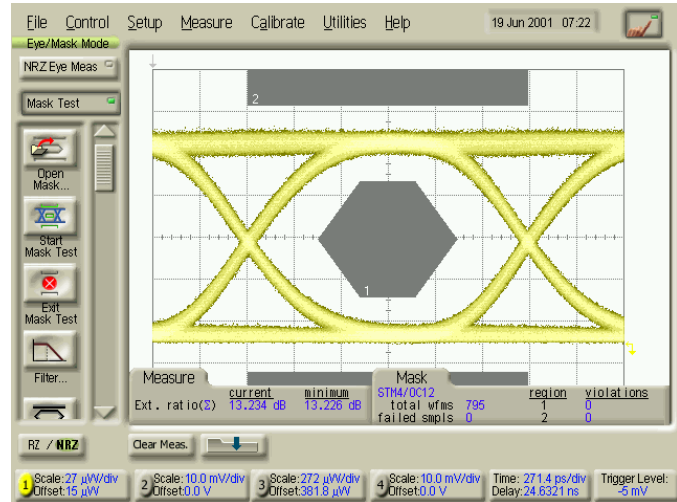 File Control Setup Measure Calibrate Utilities Help 19 Jun 2001 07:22
Eye/Mask Mode
NRZ Eye Meas
Mask Test
2
Open
Mask...
Start
Mask Test
1
Exit
Mask Test
Filter...
Measure
current minimum
Ext. ratio(Σ) 13.234 dB 13.226 dB
Mask
STM4/OC12 region violations
total wfms 795 1 0
failed smpls 0 2 0
RZ / NRZ
Clear Meas.
1 Scale:27 µW/div
Offset:15 µW
2 Scale:10.0 mV/div
Offset:0.0 V
3 Scale:272 µW/div
Offset:381.8 µW
4 Scale:10.0 mV/div
Offset:0.0 V
Time: 271.4 ps/div
Delay:24.6321 ns
Trigger Level:
-5 mV